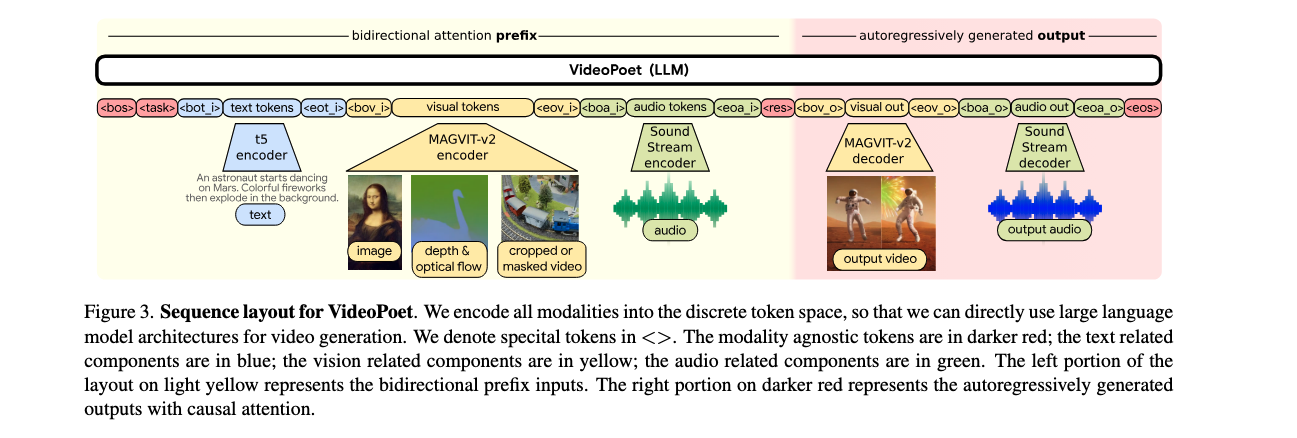 bidirectional attention prefix
autoregressively generated output
VideoPoet (LLM)
<bos> <task> <bot_i> text tokens <eot_i> <bov_i> visual tokens <eov_i> <boa_i> audio tokens <eoa_i> <res> <bov_o> visual out <eov_o> <boa_o> audio out <eoa_o> <eos>
t5
encoder
An astronaut starts dancing
on Mars. Colorful fireworks
then explode in the background.
text
MAGVIT-v2
encoder
image
depth &
optical flow
cropped or
masked video
Sound
Stream
encoder
audio
MAGVIT-v2
decoder
output video
Sound
Stream
decoder
output audio
Figure 3. Sequence layout for VideoPoet. We encode all modalities into the discrete token space, so that we can directly use large language
model architectures for video generation. We denote specital tokens in <>. The modality agnostic tokens are in darker red; the text related
components are in blue; the vision related components are in yellow; the audio related components are in green. The left portion of the
layout on light yellow represents the bidirectional prefix inputs. The right portion on darker red represents the autoregressively generated
outputs with causal attention.